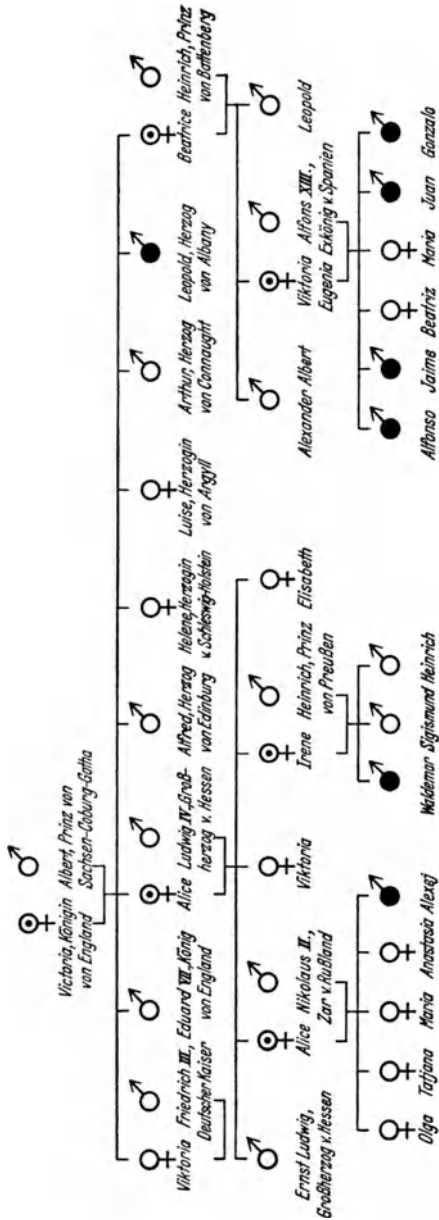 Victoria, Königin Albert, Prinz von
von England Sachsen-Coburg-Gotha
Viktoria Friedrich III., Eduard VII., König
Deutscher Kaiser von England
Alice Ludwig IV., Groß-
herzog v. Hessen
Alfred, Herzog
von Edinburg
Helene, Herzogin
v. Schleswig-Holstein
Luise, Herzogin
von Argyll
Arthur, Herzog
von Connaught
Leopold, Herzog
von Albany
Beatrice Heinrich, Prinz
von Battenberg
Ernst Ludwig,
Großherzog v. Hessen
Alice Nikolaus II.,
Zar v. Rußland
Viktoria
Irene Heinrich, Prinz
von Preußen
Elisabeth
Alexander Albert
Viktoria Alfons XIII.,
Eugenia Exkönig v. Spanien
Leopold
Olga Tatjana Maria Anastasia Alexej
Waldemar Sigismund Heinrich
Alfonso Jaime Beatriz Maria Juan Gonzalo